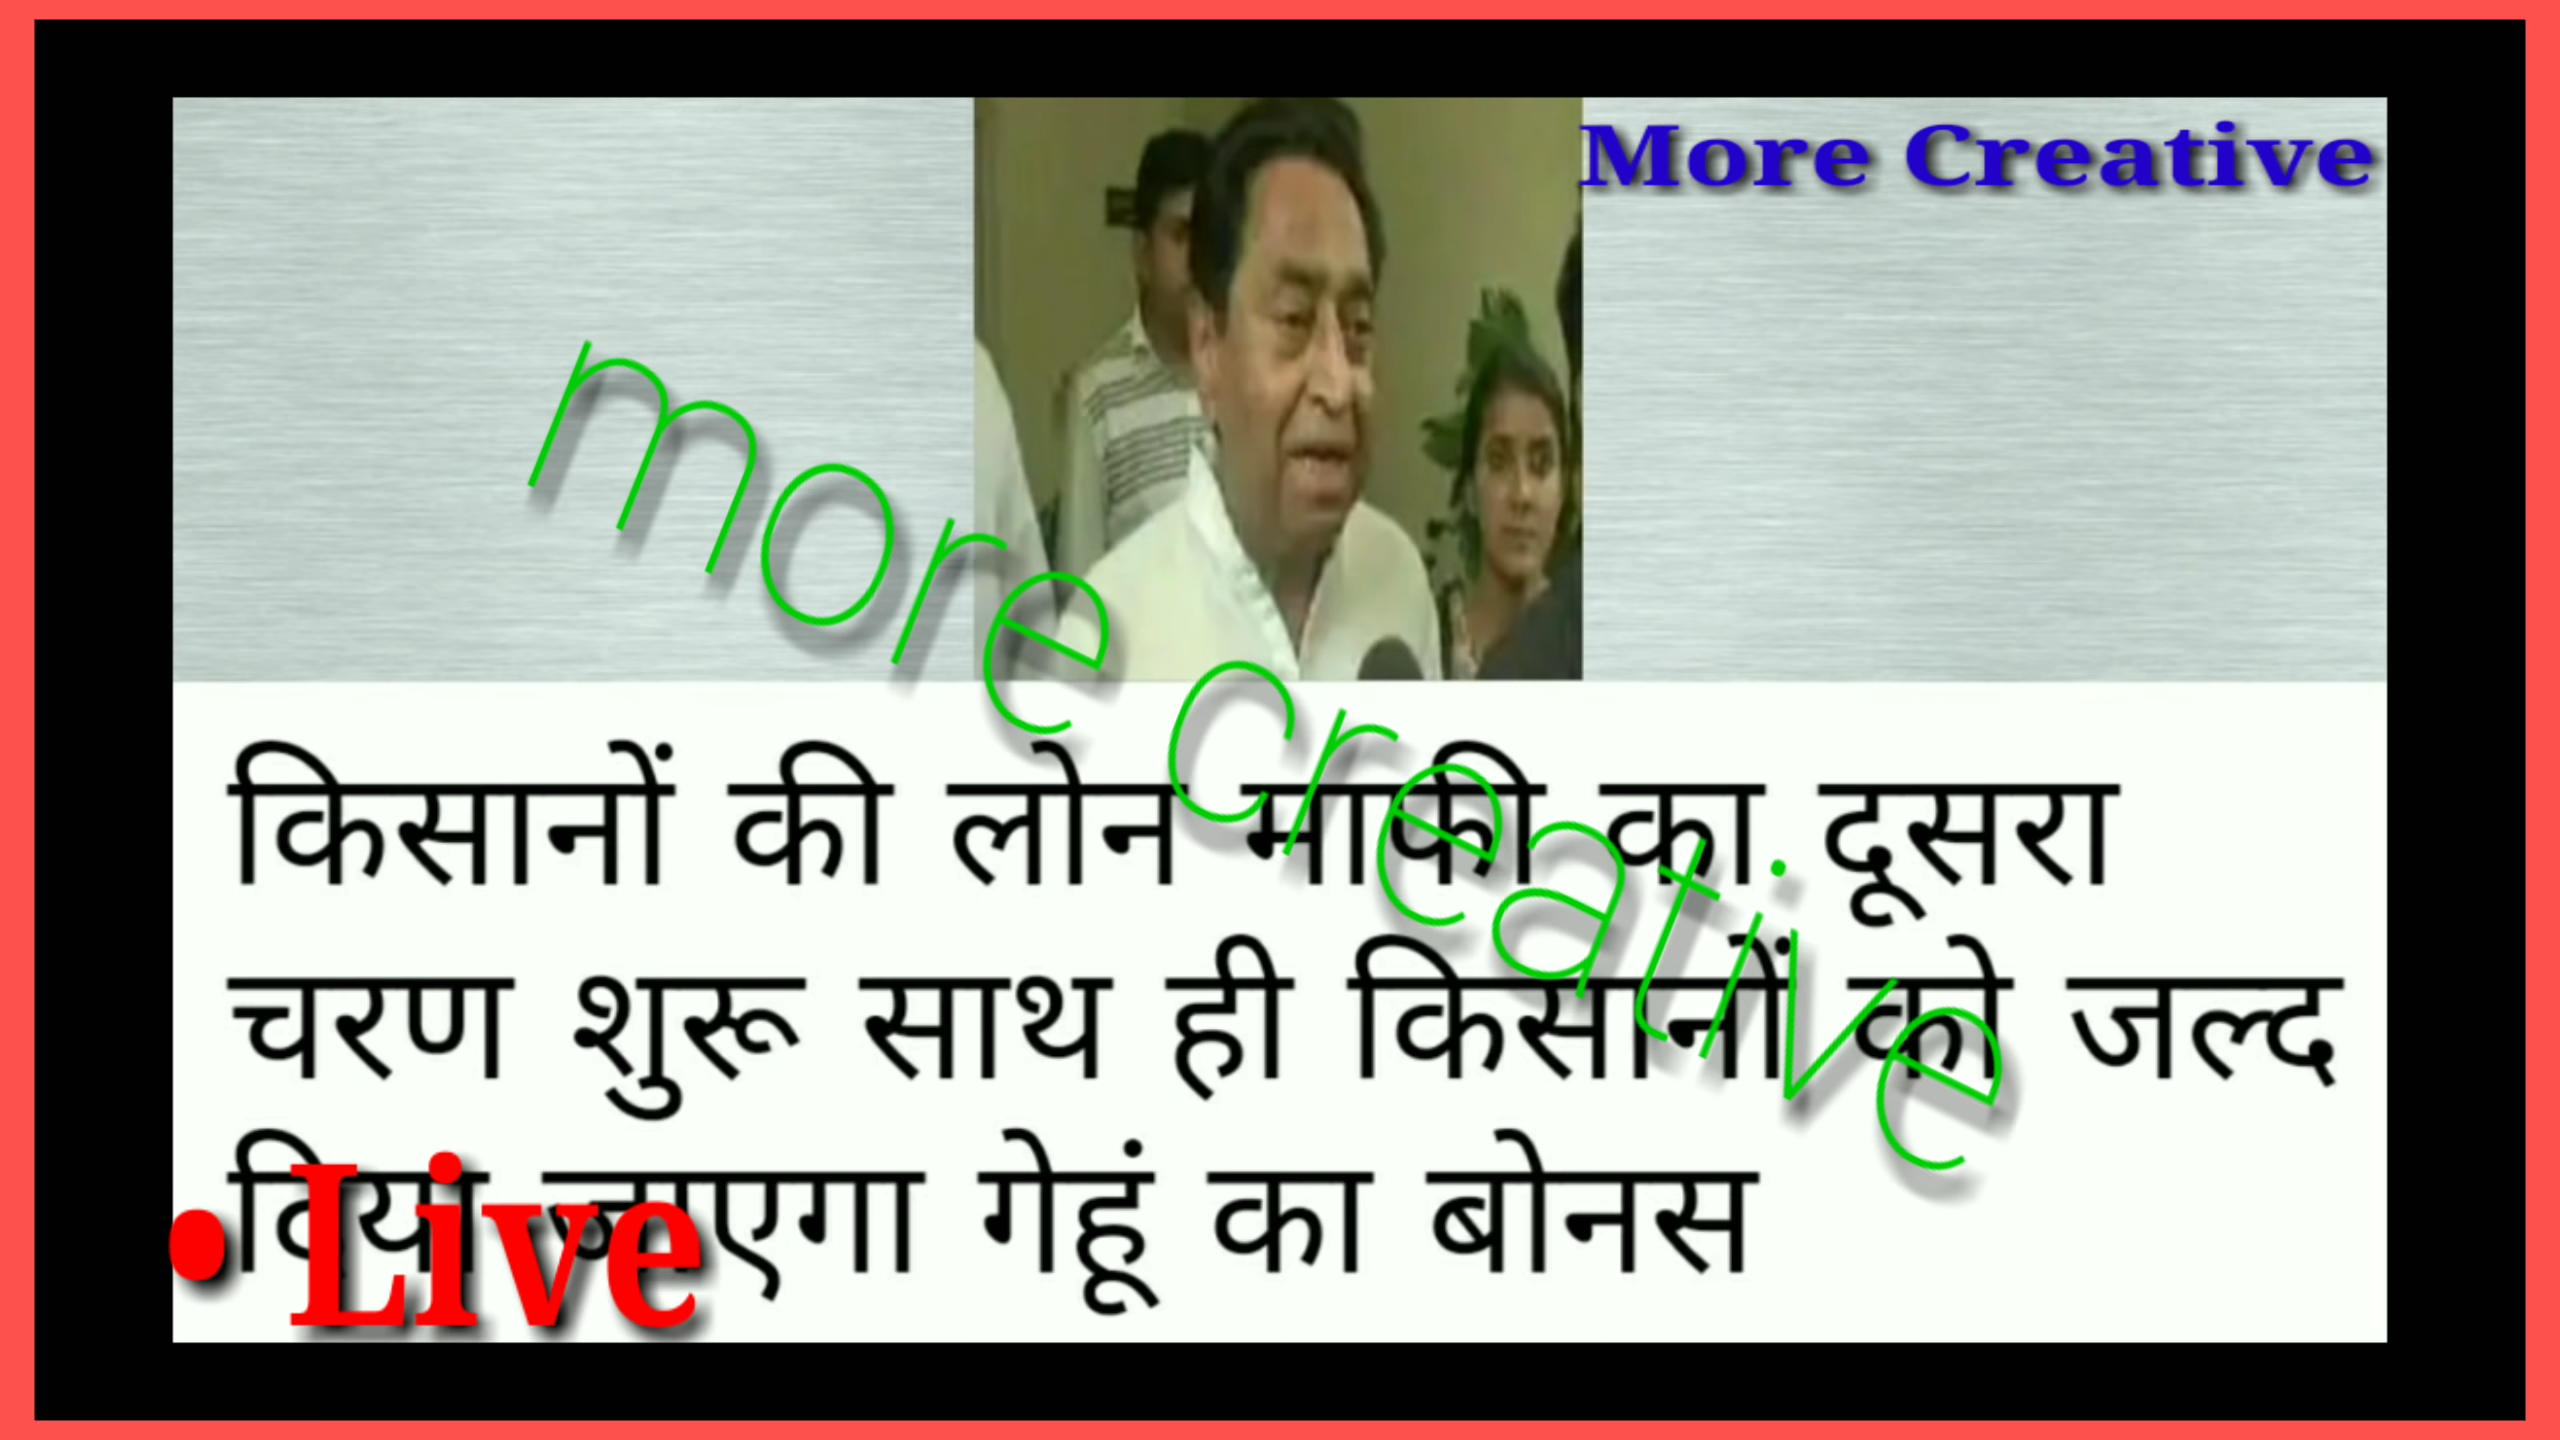 More Creative
more creative
किसानों की लोन माफी का दूसरा
चरण शुरू साथ ही किसानों को जल्द
दिया जाएगा गेहूं का बोनस
• Live